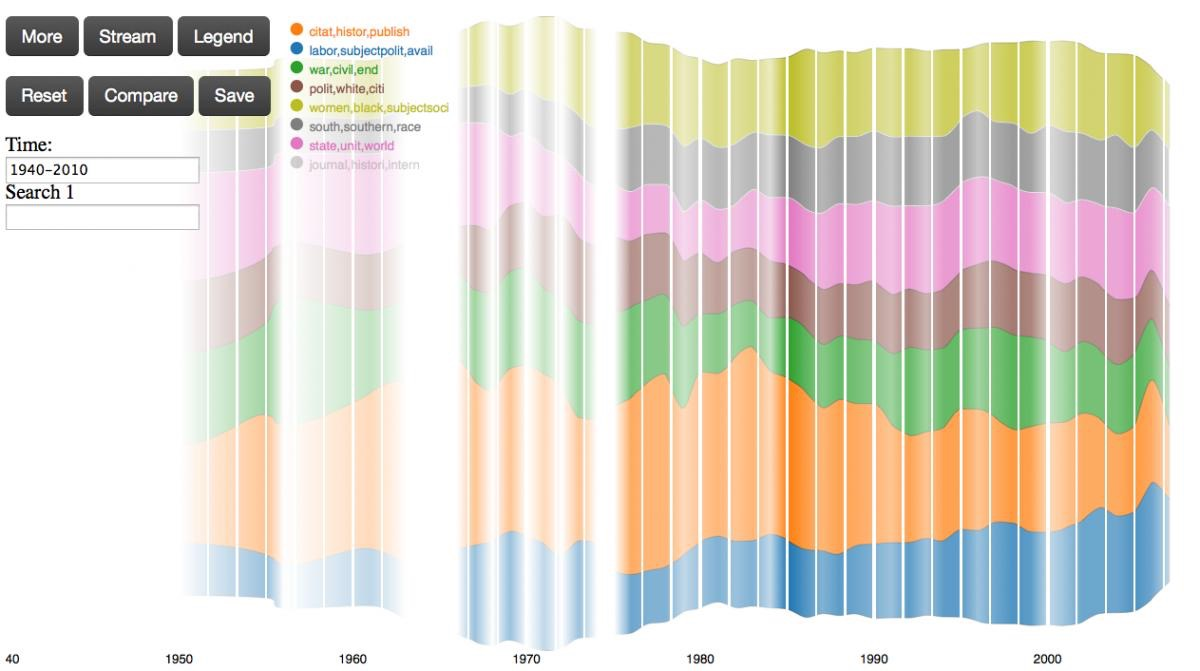 More Stream Legend
Reset Compare Save
Time:
1940-2010
Search 1
citat,histor,publish
labor,subjectpolit,avail
war,civil,end
polit,white,citi
women,black,subjectsoci
south,southern,race
state,unit,world
journal,histori,intern
40 1950 1960 1970 1980 1990 2000